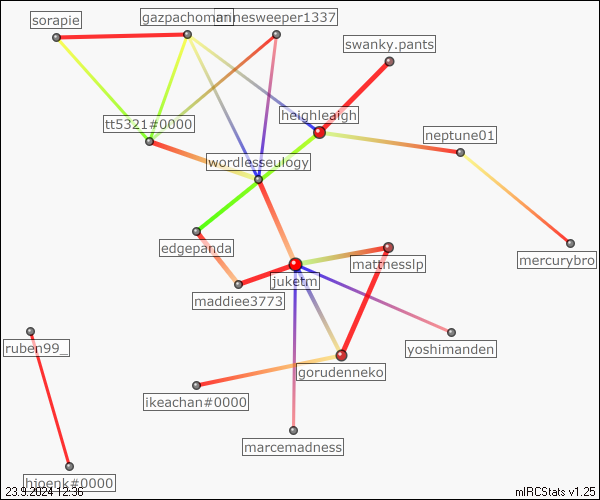 sorapie
gazpachoman
minesweeper1337
swanky.pants
heighleaigh
tt5321#0000
neptune01
wordlesseulogy
edgepanda
mercurybro
mattnesslp
juketm
maddiee3773
ruben99_
yoshimanden
gorudenneko
ikeachan#0000
marcemadness
hjoenk#0000
23.9.2024 12:36
mIRCStats v1.25